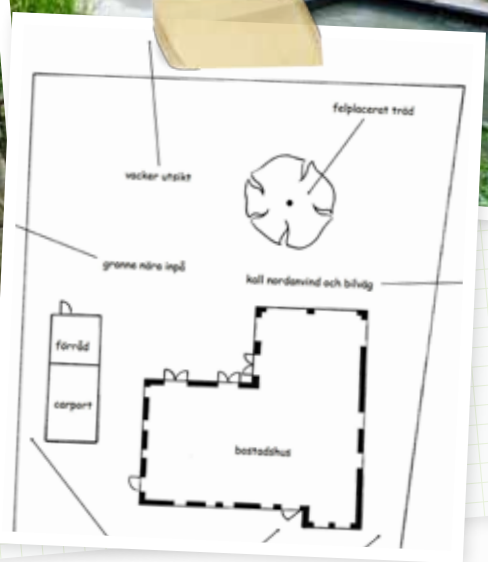 felplacerat träd
vacker utsikt
granne nära inpå
kall nordanvind och bilväg
förråd
carport
bostadshus